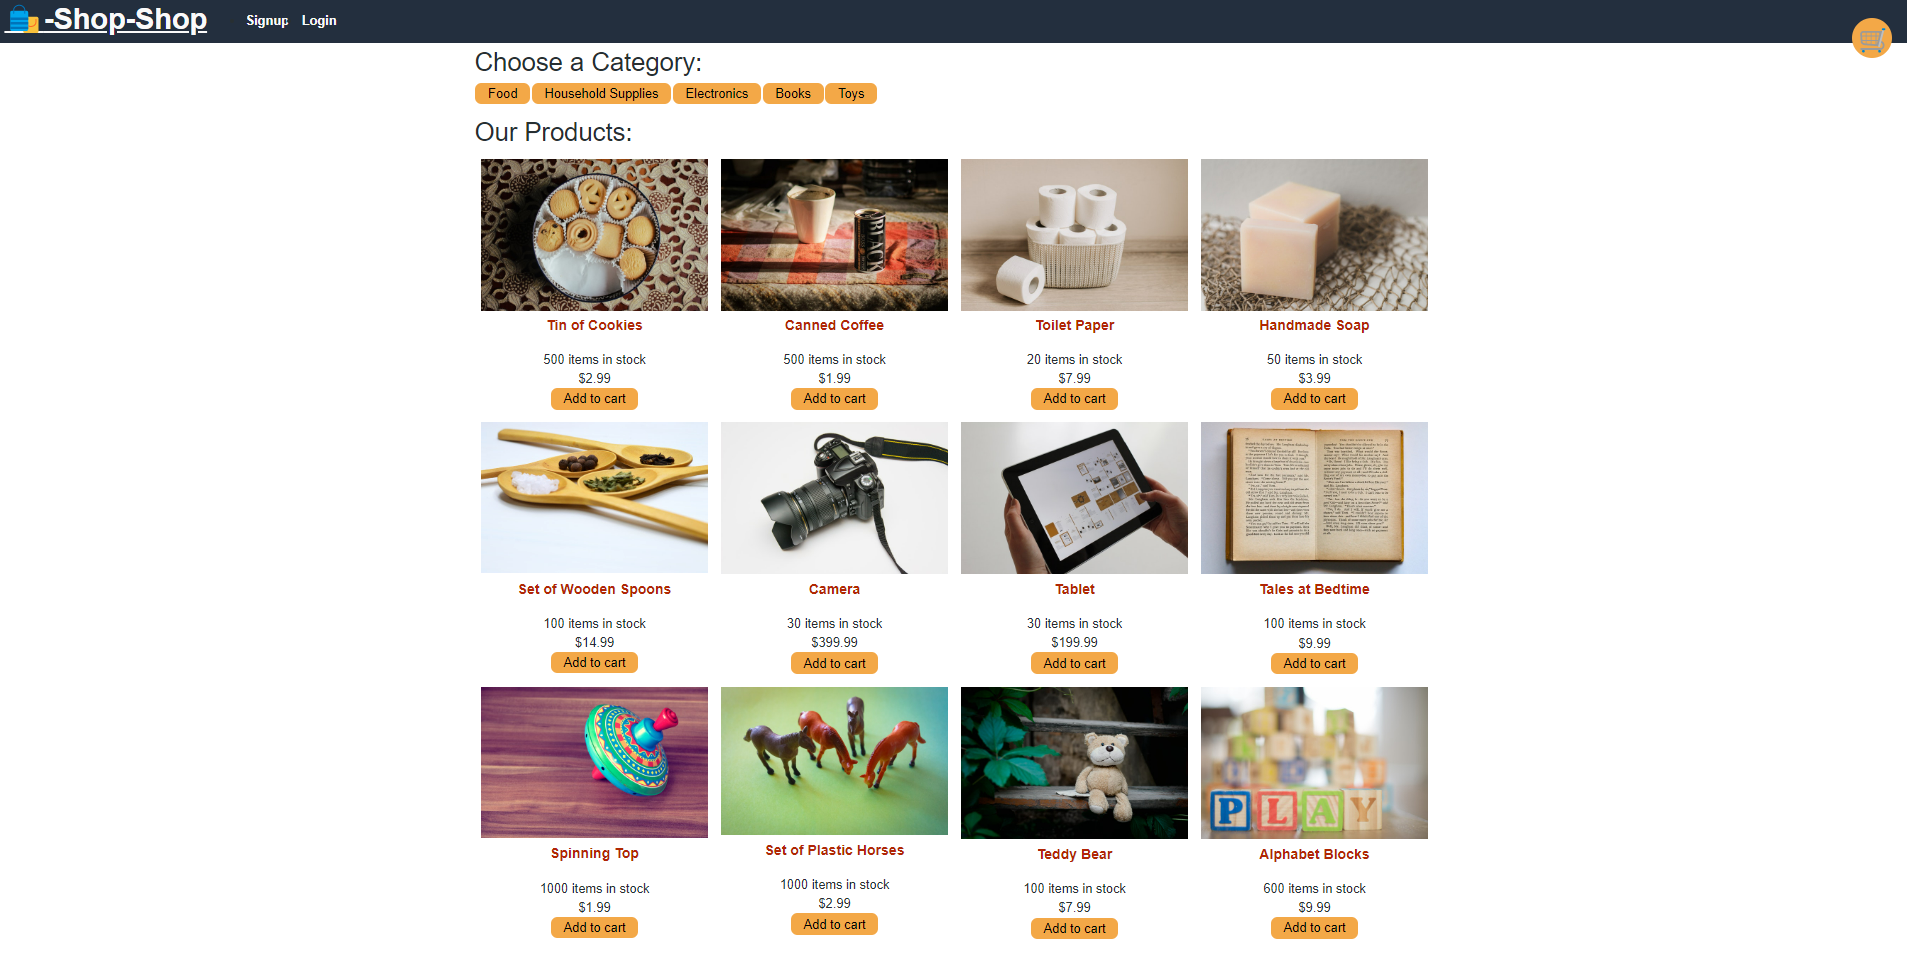 -Shop-Shop
Signup Login
Choose a Category:
Food Household Supplies Electronics Books Toys
Our Products:
BLACK
Tin of Cookies Canned Coffee Toilet Paper Handmade Soap
500 items in stock 500 items in stock 20 items in stock 50 items in stock
$2.99 $1.99 $7.99 $3.99
Add to cart Add to cart Add to cart Add to cart
Set of Wooden Spoons Camera Tablet Tales at Bedtime
100 items in stock 30 items in stock 30 items in stock 100 items in stock
$14.99 $399.99 $199.99 $9.99
Add to cart Add to cart Add to cart Add to cart
PLAY
Spinning Top Set of Plastic Horses Teddy Bear Alphabet Blocks
1000 items in stock 1000 items in stock 100 items in stock 600 items in stock
$1.99 $2.99 $7.99 $9.99
Add to cart Add to cart Add to cart Add to cart